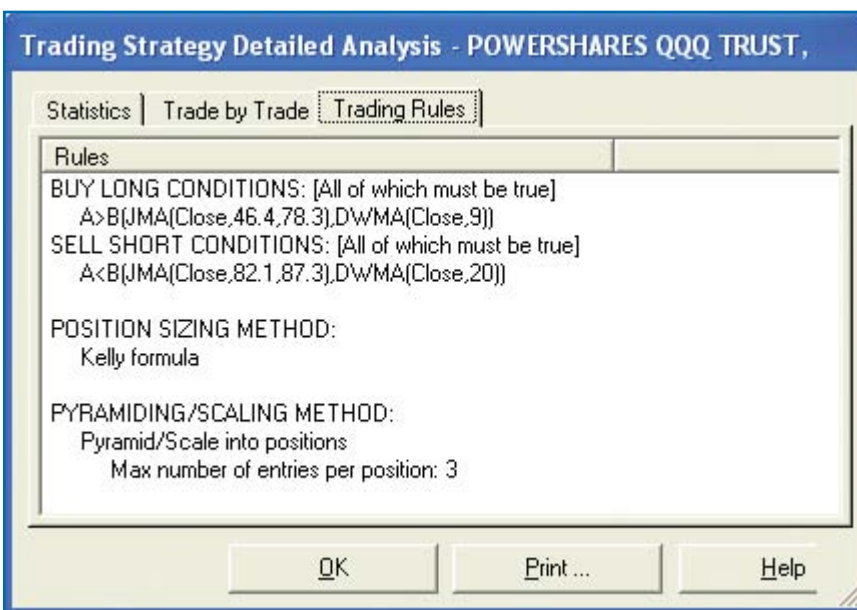 Trading Strategy Detailed Analysis - POWERSHARES QQQ TRUST,
Statistics Trade by Trade Trading Rules
Rules
BUY LONG CONDITIONS: [All of which must be true]
A>B(JMA(Close,46.4,78.3),DWMA(Close,9))
SELL SHORT CONDITIONS: [All of which must be true]
A<B(JMA(Close,82.1,87.3),DWMA(Close,20))
POSITION SIZING METHOD:
Kelly formula
PYRAMIDING/SCALING METHOD:
Pyramid/Scale into positions
Max number of entries per position: 3
OK Print ... Help